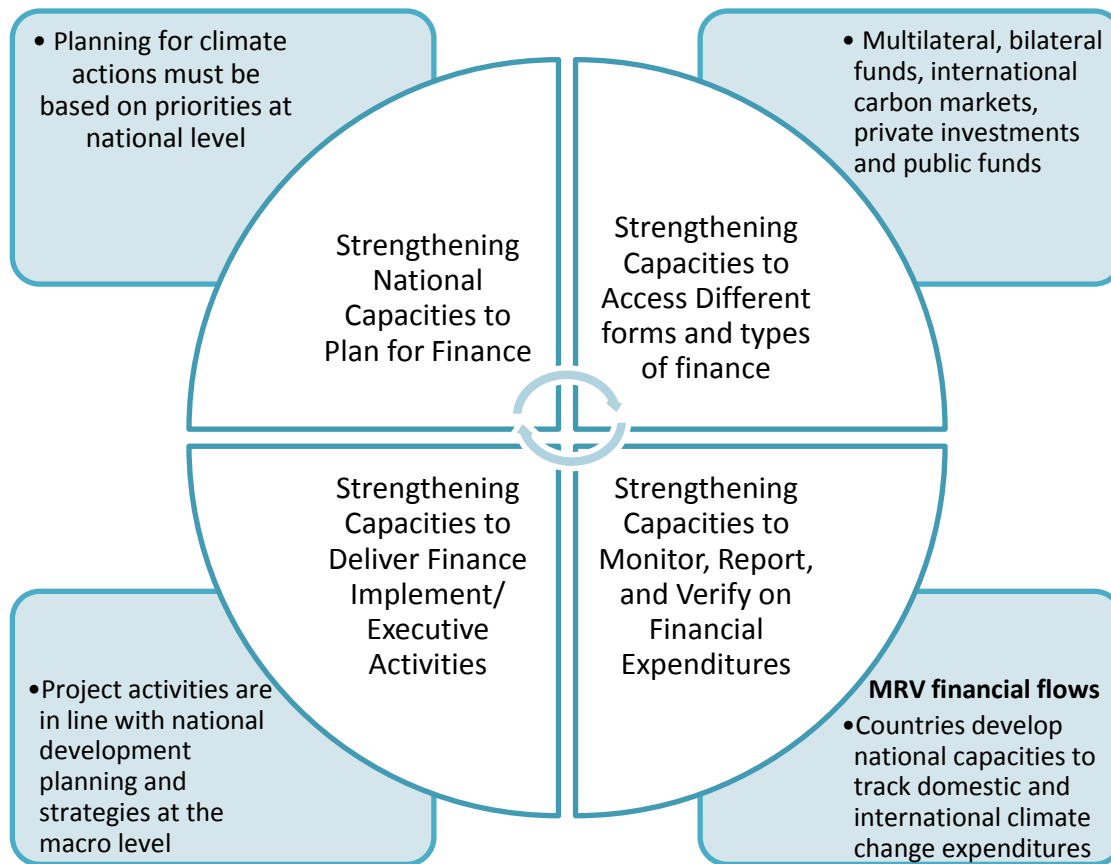 • Planning for climate
actions must be
based on priorities at
national level
• Multilateral, bilateral
funds, international
carbon markets,
private investments
and public funds
Strengthening
National
Capacities to
Plan for Finance
Strengthening
Capacities to
Access Different
forms and types
of finance
Strengthening
Capacities to
Deliver Finance
Implement/
Executive
Activities
Strengthening
Capacities to
Monitor, Report,
and Verify on
Financial
Expenditures
•Project activities are
in line with national
development
planning and
strategies at the
macro level
MRV financial flows
•Countries develop
national capacities to
track domestic and
international climate
change expenditures